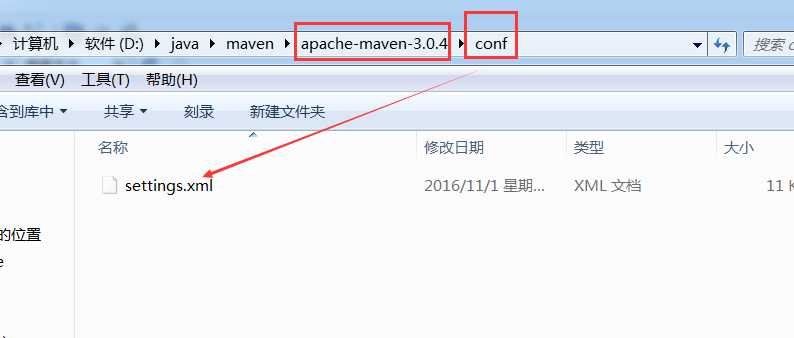 计算机 软件 (D:) java maven apache-maven-3.0.4 conf 搜索 c
查看(V) 工具(T) 帮助(H)
含到库中 共享 刻录 新建文件夹
名称 修改日期 类型 大小
settings.xml 2016/11/1 星期... XML 文档 11 K
的位置
e